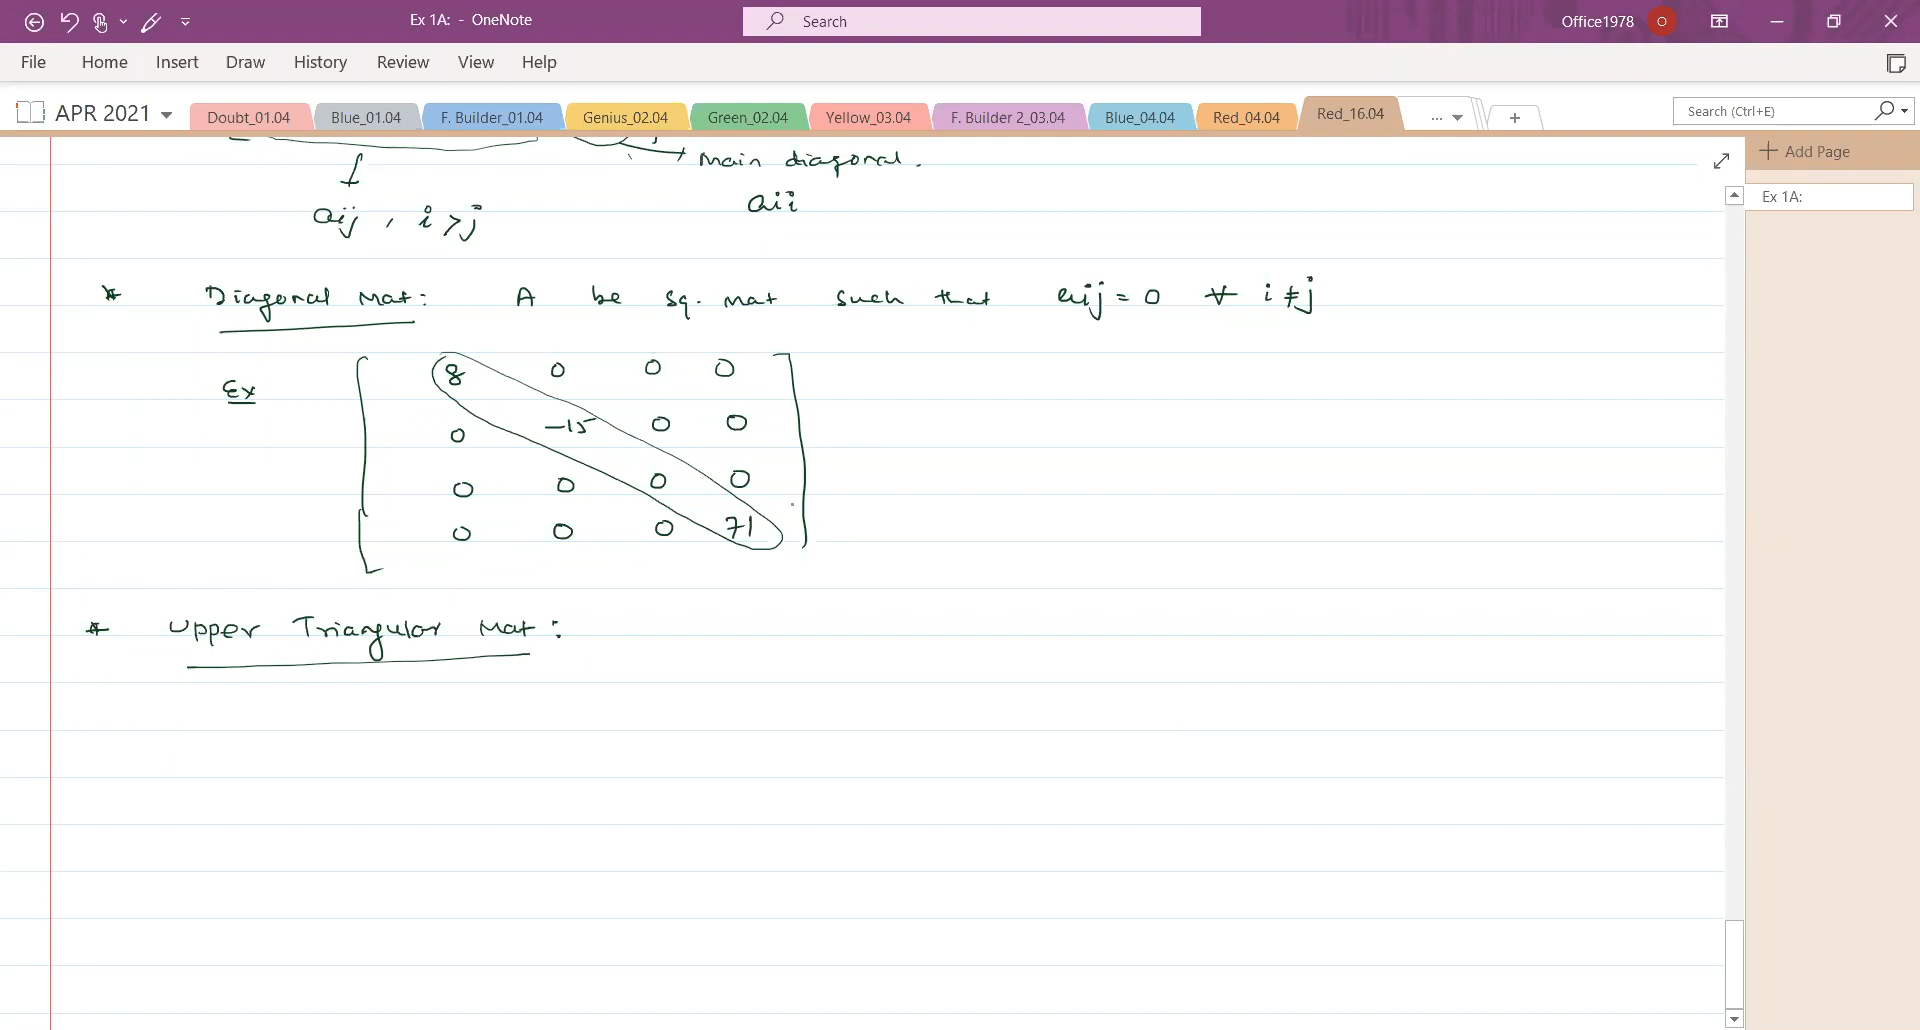 Ex 1A: - OneNote
Search
Office1978
O
File Home Insert Draw History Review View Help
APR 2021
Doubt_01.04 Blue_01.04 F. Builder_01.04 Genius_02.04 Green_02.04 Yellow_03.04 F. Builder 2_03.04 Blue_04.04 Red_04.04 Red_16.04 ... +
Search (Ctrl+E)
+ Add Page
Ex 1A:
main diagonal.
aij , i > j
aii
* Diagonal Mat: A be sq. mat such that aij = 0 ∀ i ≠ j
Ex
8 0 0 0
0 -15 0 0
0 0 0 0
0 0 0 71
* Upper Triangular Mat: